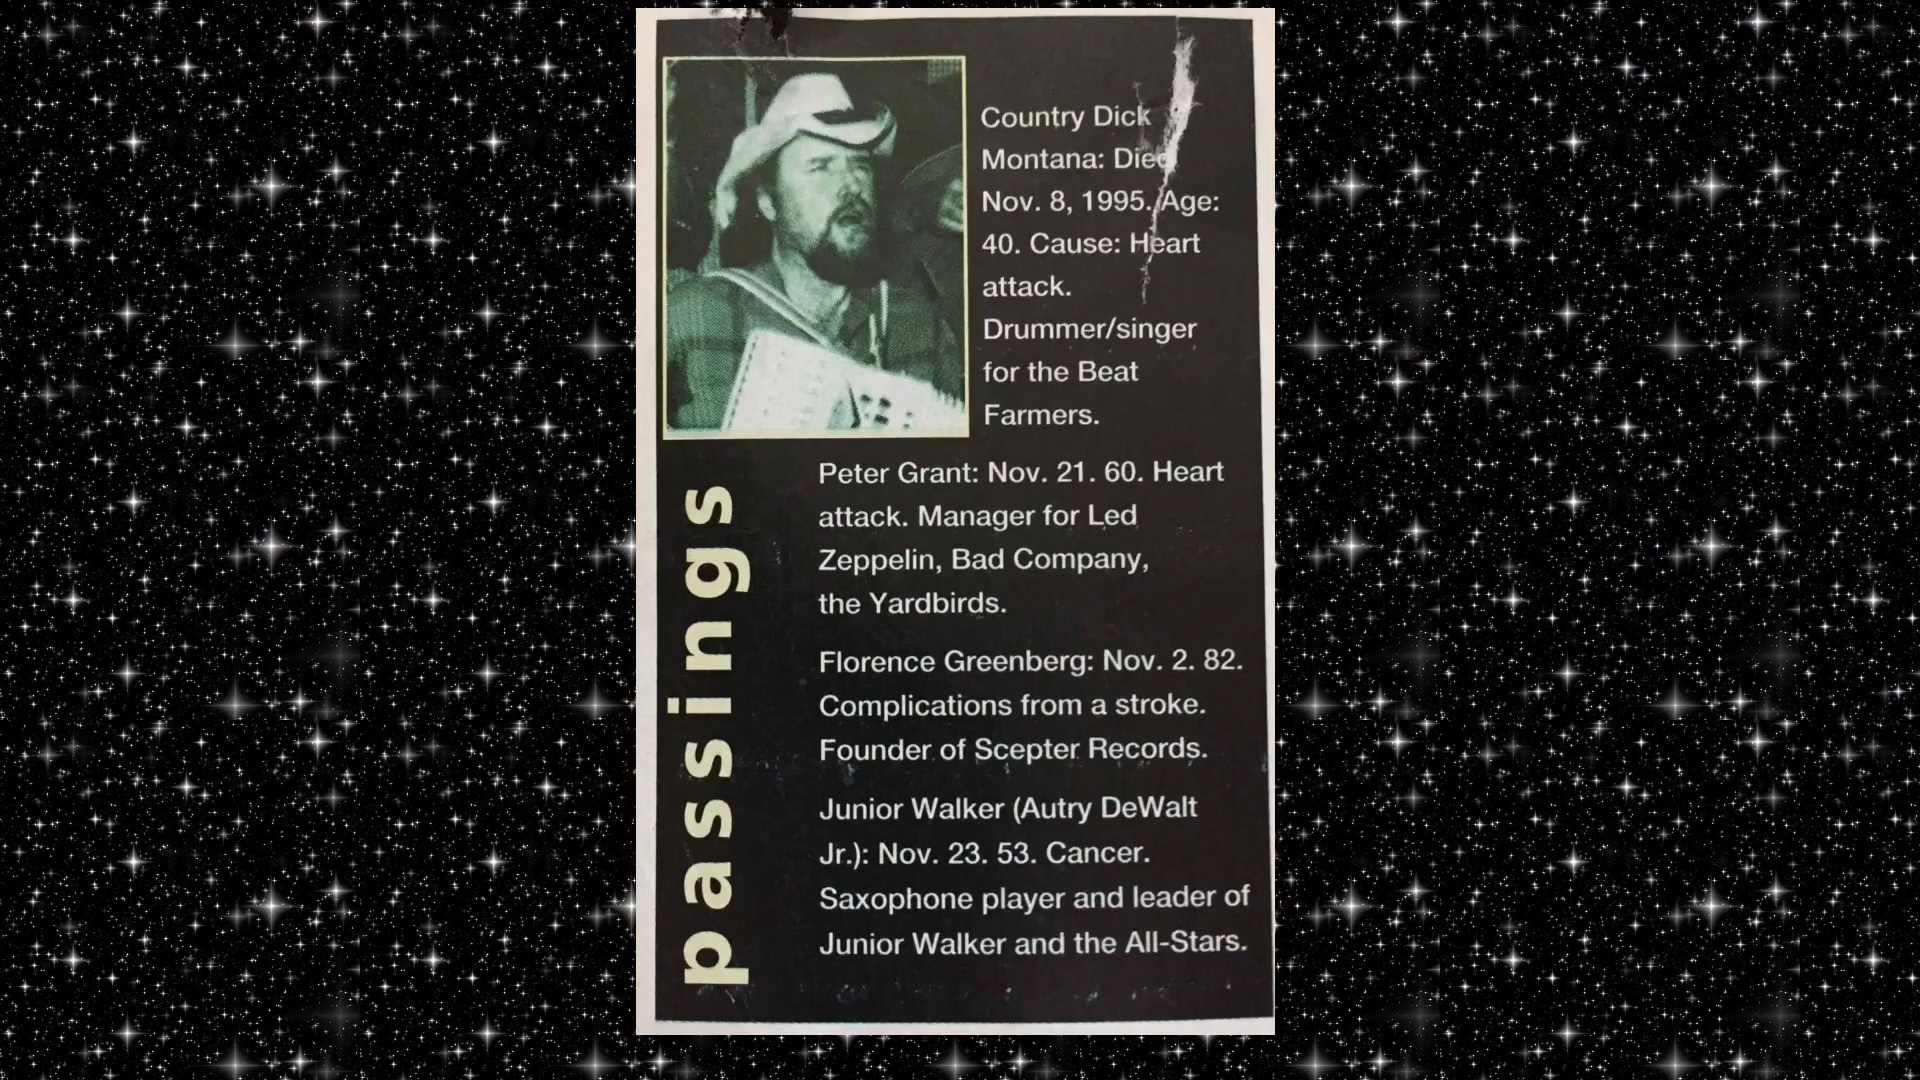 Country Dick
Montana: Died
Nov. 8, 1995. Age:
40. Cause: Heart
attack.
Drummer/singer
for the Beat
Farmers.
Peter Grant: Nov. 21. 60. Heart
attack. Manager for Led
Zeppelin, Bad Company,
the Yardbirds.
Florence Greenberg: Nov. 2. 82.
Complications from a stroke.
Founder of Scepter Records.
Junior Walker (Autry DeWalt
Jr.): Nov. 23. 53. Cancer.
Saxophone player and leader of
Junior Walker and the All-Stars.
passings